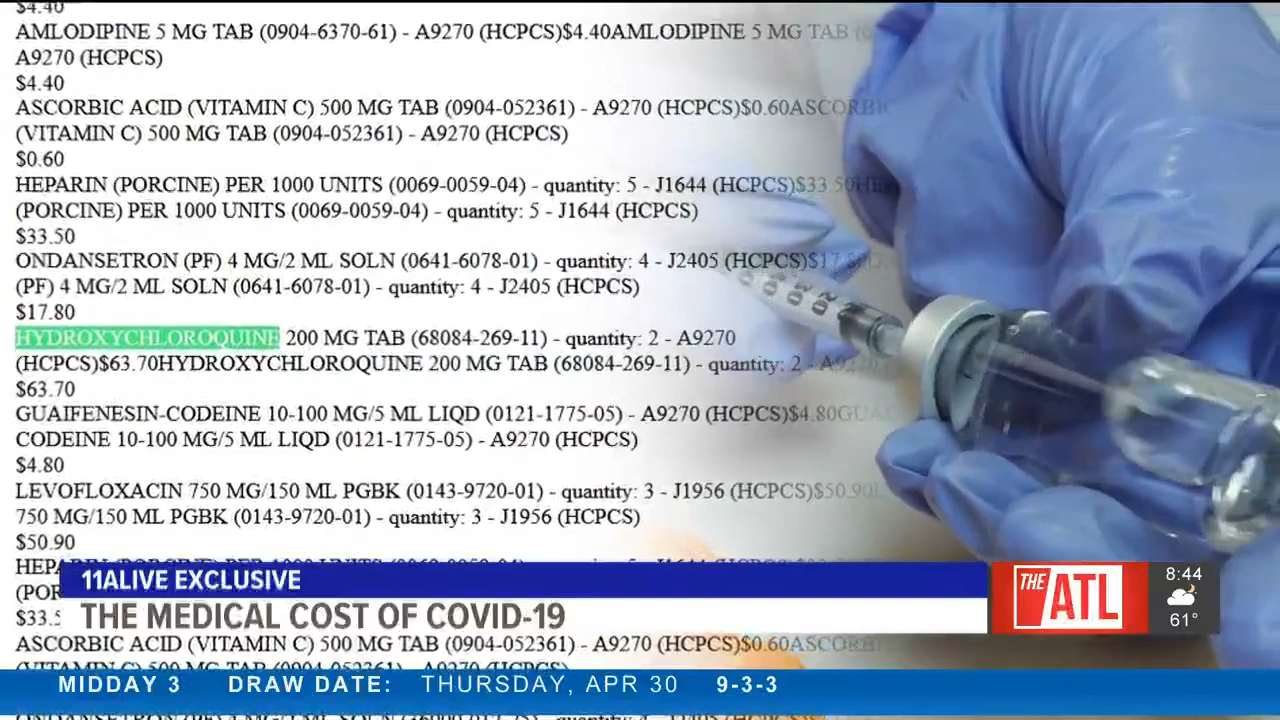 $4.40
AMLODIPINE 5 MG TAB (0904-6370-61) - A9270 (HCPCS)$4.40AMLODIPINE 5 MG TAB
A9270 (HCPCS)
$4.40
ASCORBIC ACID (VITAMIN C) 500 MG TAB (0904-052361) - A9270 (HCPCS)$0.60ASCORBIC
(VITAMIN C) 500 MG TAB (0904-052361) - A9270 (HCPCS)
$0.60
HEPARIN (PORCINE) PER 1000 UNITS (0069-0059-04) - quantity: 5 - J1644 (HCPCS)$33.50
(PORCINE) PER 1000 UNITS (0069-0059-04) - quantity: 5 - J1644 (HCPCS)
$33.50
ONDANSETRON (PF) 4 MG/2 ML SOLN (0641-6078-01) - quantity: 4 - J2405 (HCPCS)$17.80
(PF) 4 MG/2 ML SOLN (0641-6078-01) - quantity: 4 - J2405 (HCPCS)
$17.80
HYDROXYCHLOROQUINE 200 MG TAB (68084-269-11) - quantity: 2 - A9270
(HCPCS)$63.70HYDROXYCHLOROQUINE 200 MG TAB (68084-269-11) - quantity: 2 - A9270
$63.70
GUAIFENESIN-CODEINE 10-100 MG/5 ML LIQD (0121-1775-05) - A9270 (HCPCS)$4.80
CODEINE 10-100 MG/5 ML LIQD (0121-1775-05) - A9270 (HCPCS)
$4.80
LEVOFLOXACIN 750 MG/150 ML PGBK (0143-9720-01) - quantity: 3 - J1956 (HCPCS)$50.90
750 MG/150 ML PGBK (0143-9720-01) - quantity: 3 - J1956 (HCPCS)
$50.90
11ALIVE EXCLUSIVE
THE MEDICAL COST OF COVID-19
THE ATL
8:44
61°
ASCORBIC ACID (VITAMIN C) 500 MG TAB (0904-052361) - A9270 (HCPCS)$0.60
MIDDAY 3 DRAW DATE: THURSDAY, APR 30 9-3-3